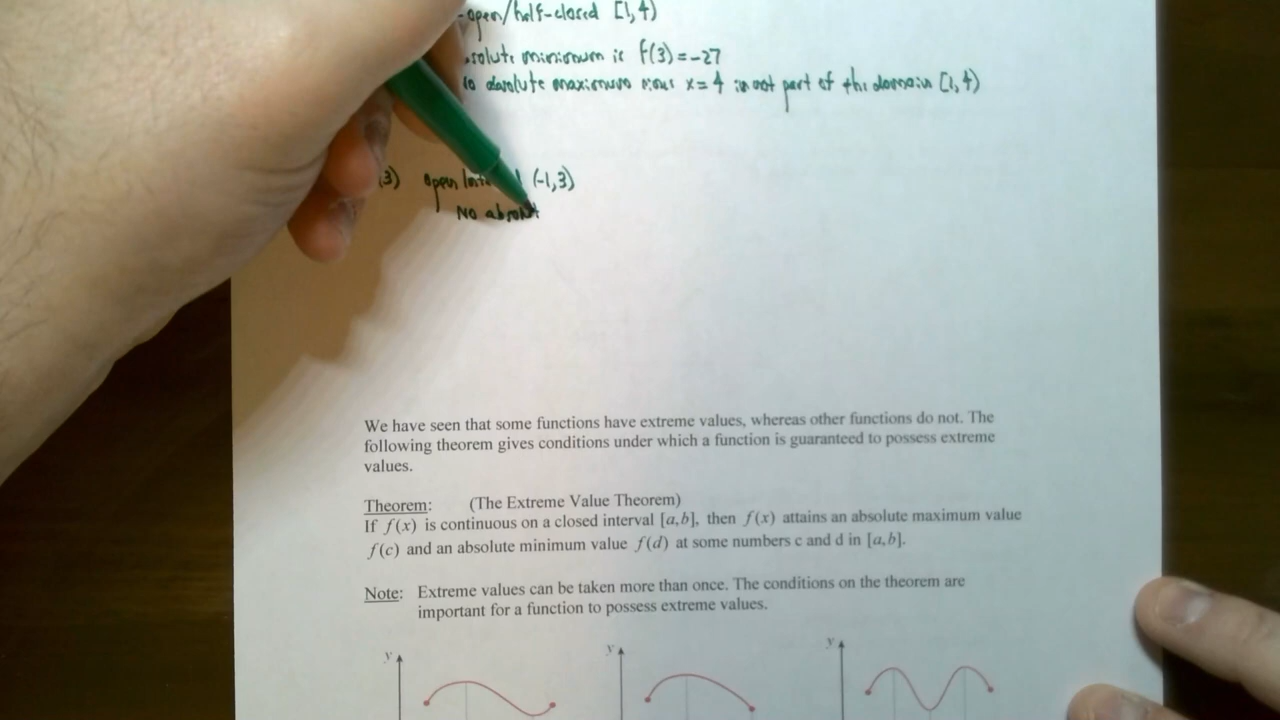 -open/half-closed [1,4)
solute minimum is f(3)=-27
o absolute maximum since x=4 is not part of the domain [1,4)
3) open (-1,3)
No absolut
We have seen that some functions have extreme values, whereas other functions do not. The
following theorem gives conditions under which a function is guaranteed to possess extreme
values.
Theorem: (The Extreme Value Theorem)
If f(x) is continuous on a closed interval [a,b], then f(x) attains an absolute maximum value
f(c) and an absolute minimum value f(d) at some numbers c and d in [a,b].
Note: Extreme values can be taken more than once. The conditions on the theorem are
important for a function to possess extreme values.
y y y